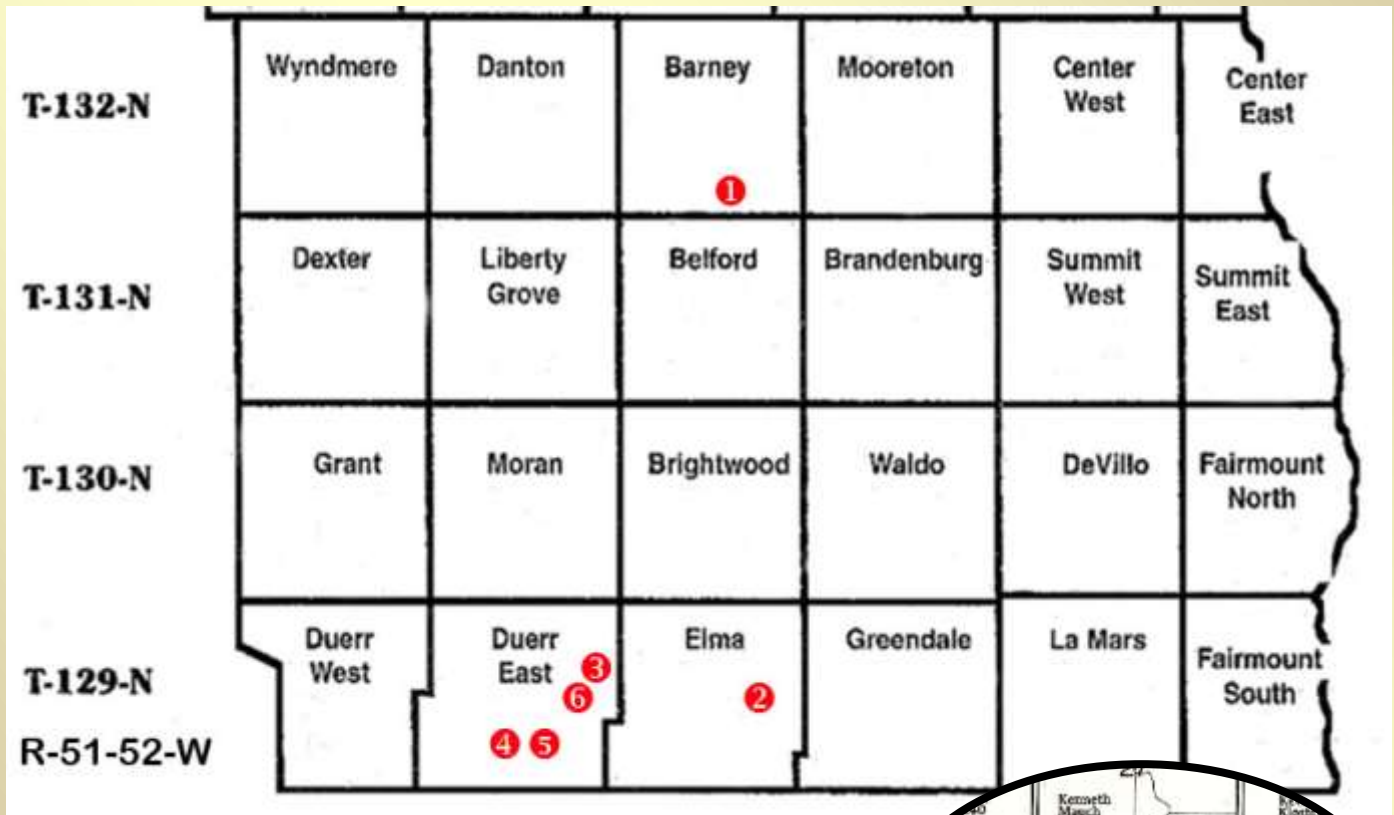 T-132-N
Wyndmere
Danton
Barney
Mooreton
Center
West
Center
East
1
T-131-N
Dexter
Liberty
Grove
Belford
Brandenburg
Summit
West
Summit
East
T-130-N
Grant
Moran
Brightwood
Waldo
DeVillo
Fairmount
North
T-129-N
R-51-52-W
Duerr
West
Duerr
East
3
6
4
5
Elma
2
Greendale
La Mars
Fairmount
South
Kenneth
Mauch